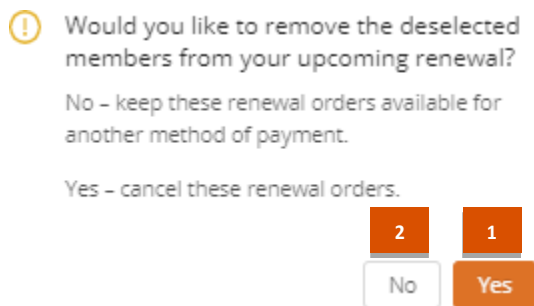 Would you like to remove the deselected
members from your upcoming renewal?
No – keep these renewal orders available for
another method of payment.
Yes – cancel these renewal orders.
2 1
No Yes